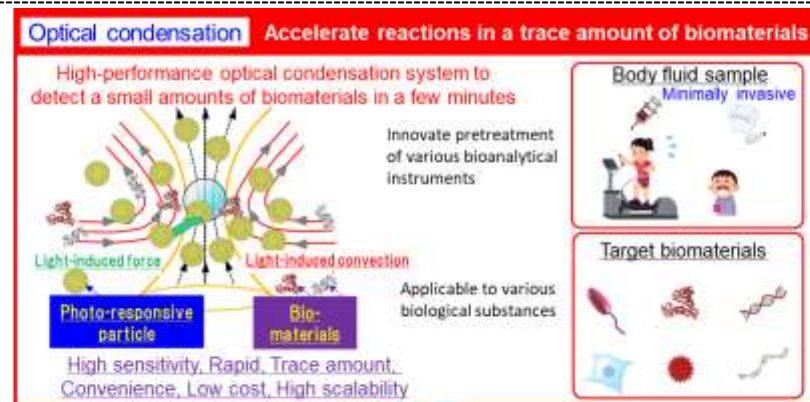 Optical condensation
Accelerate reactions in a trace amount of biomaterials
High-performance optical condensation system to
detect a small amounts of biomaterials in a few minutes
Innovate pretreatment
of various bioanalytical
instruments
Light-induced force
Light-induced convection
Photo-responsive
particle
Bio-
materials
Applicable to various
biological substances
High sensitivity, Rapid, Trace amount,
Convenience, Low cost, High scalability
Body fluid sample
Minimally invasive
Target biomaterials